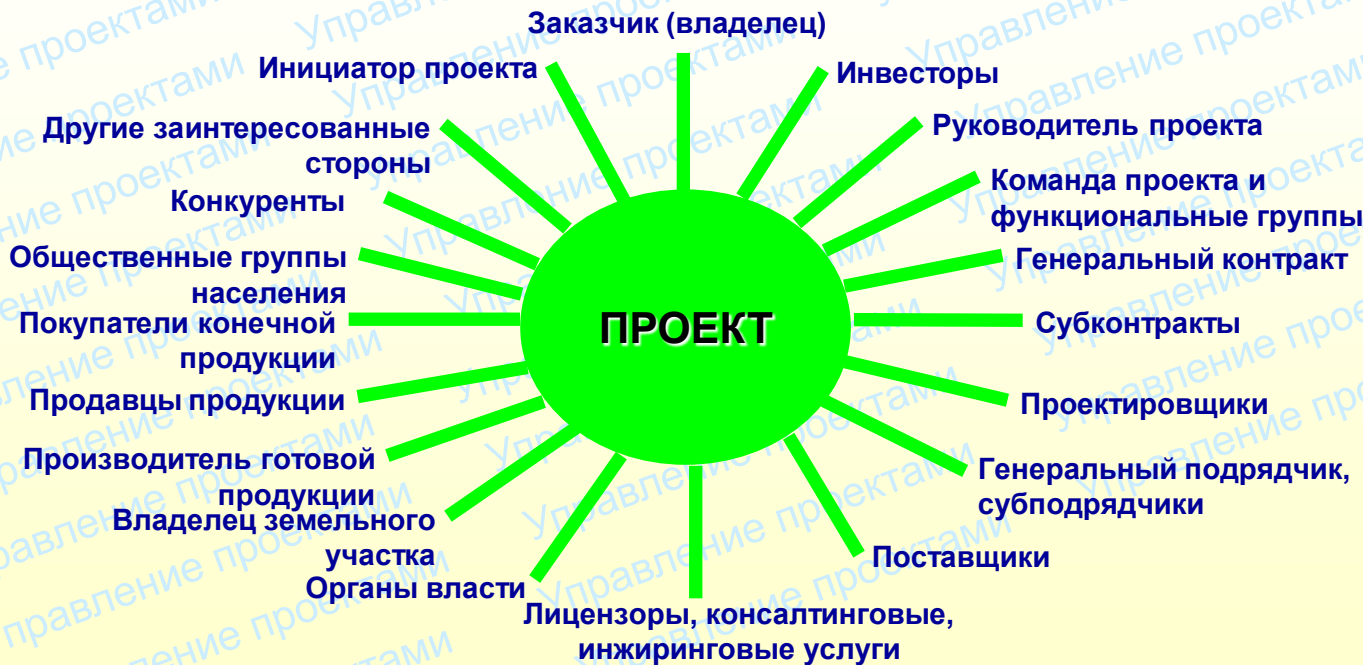 Заказчик (владелец)
Инициатор проекта
Инвесторы
Другие заинтересованные
стороны
Руководитель проекта
Конкуренты
Команда проекта и
функциональные группы
Общественные группы
населения
Генеральный контракт
Покупатели конечной
продукции
ПРОЕКТ
Субконтракты
Продавцы продукции
Проектировщики
Производитель готовой
продукции
Генеральный подрядчик,
субподрядчики
Владелец земельного
участка
Поставщики
Органы власти
Лицензоры, консалтинговые,
инжиринговые услуги
Управление проектами